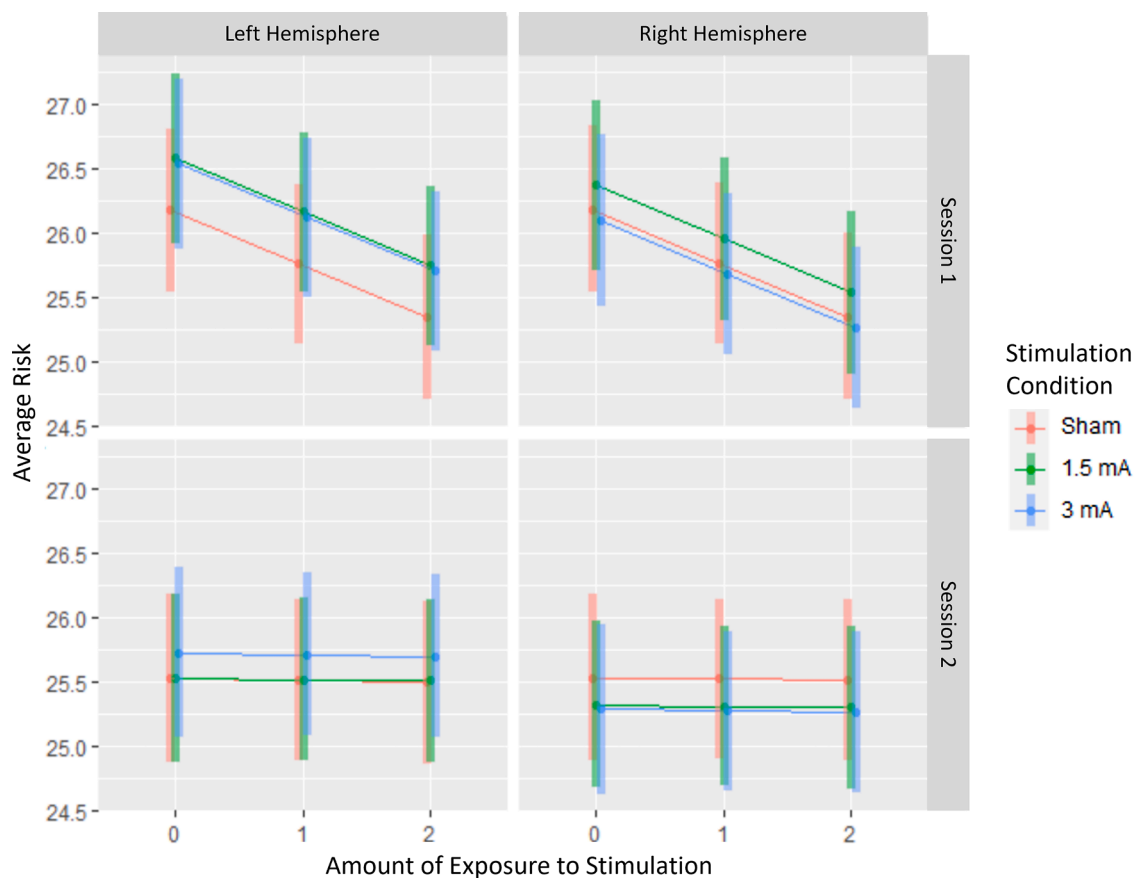 Left Hemisphere
Right Hemisphere
27.0
26.5
26.0
25.5
25.0
24.5
Session 1
Average Risk
27.0
26.5
26.0
25.5
25.0
24.5
Session 2
0
1
2
0
1
2
Amount of Exposure to Stimulation
Stimulation
Condition
Sham
1.5 mA
3 mA